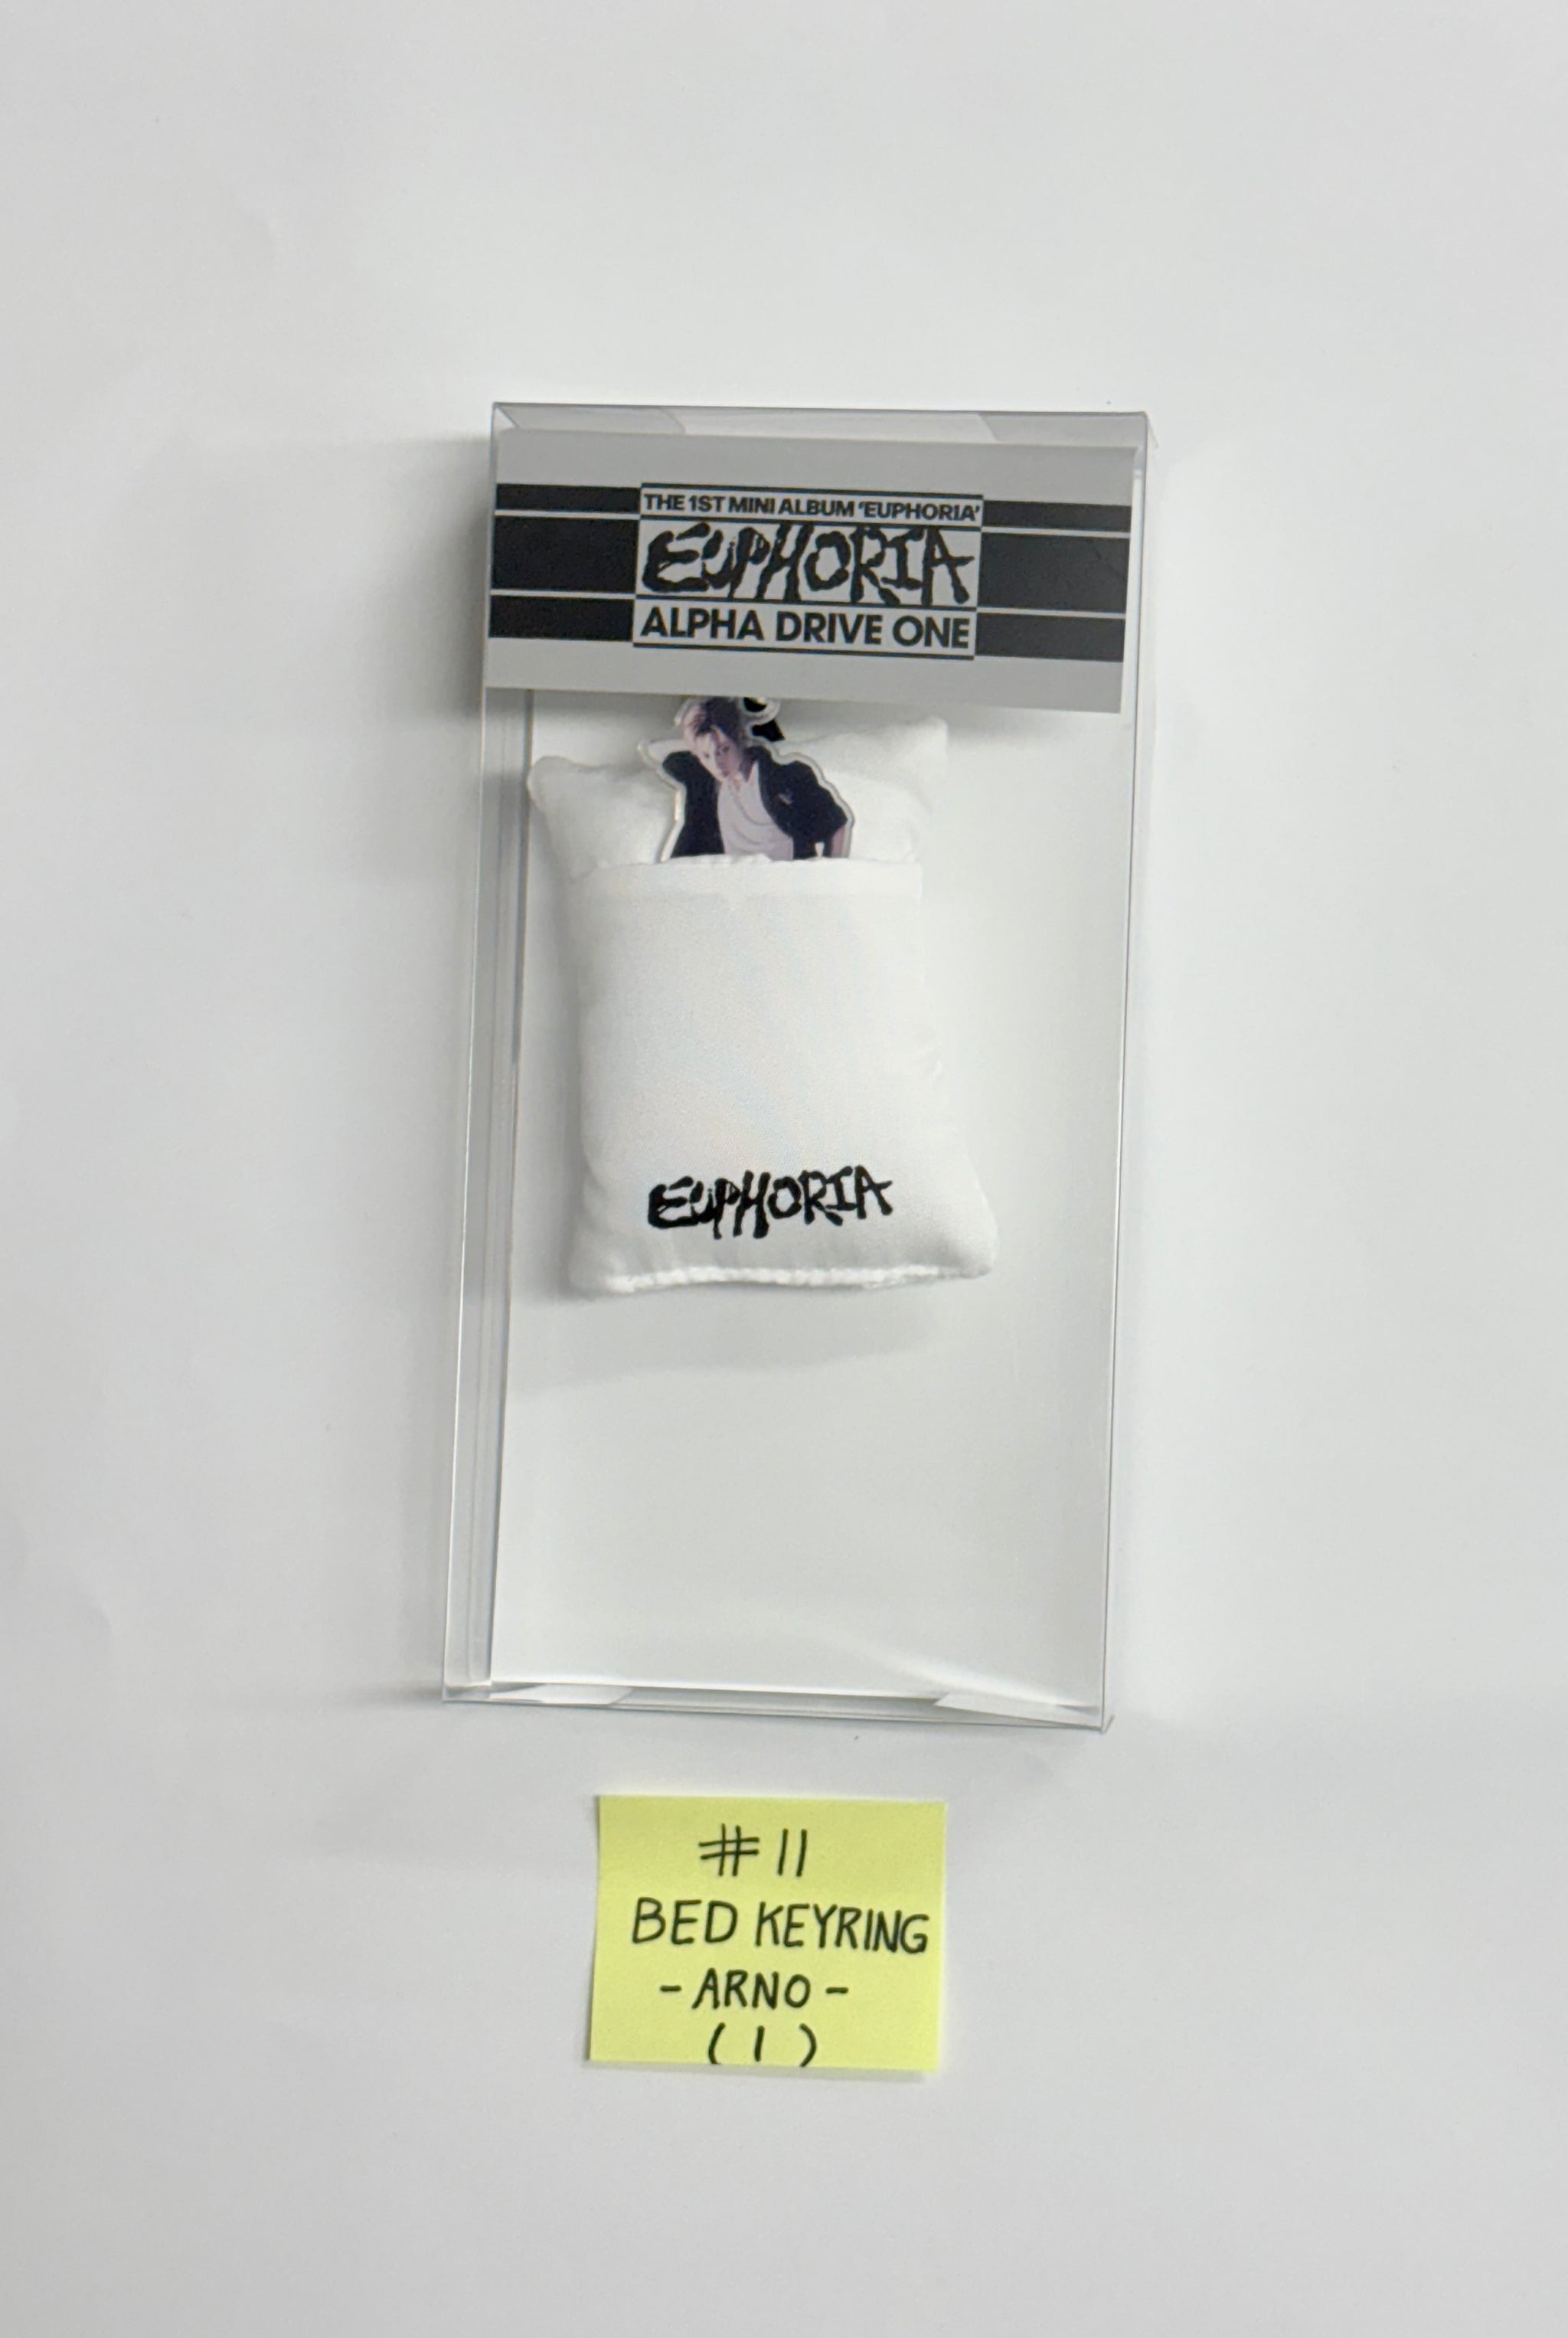 THE 1ST MINI ALBUM 'EUPHORIA'
EUPHORIA
ALPHA DRIVE ONE
EUPHORIA
#11
BED KEYRING
- ARNO -
(1)